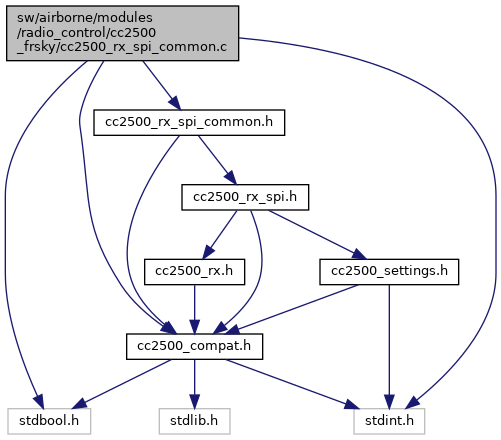 sw/airborne/modules
/radio_control/cc2500
_frsky/cc2500_rx_spi_common.c
cc2500_rx_spi_common.h
cc2500_rx_spi.h
cc2500_rx.h
cc2500_settings.h
cc2500_compat.h
stdbool.h
stdlib.h
stdint.h